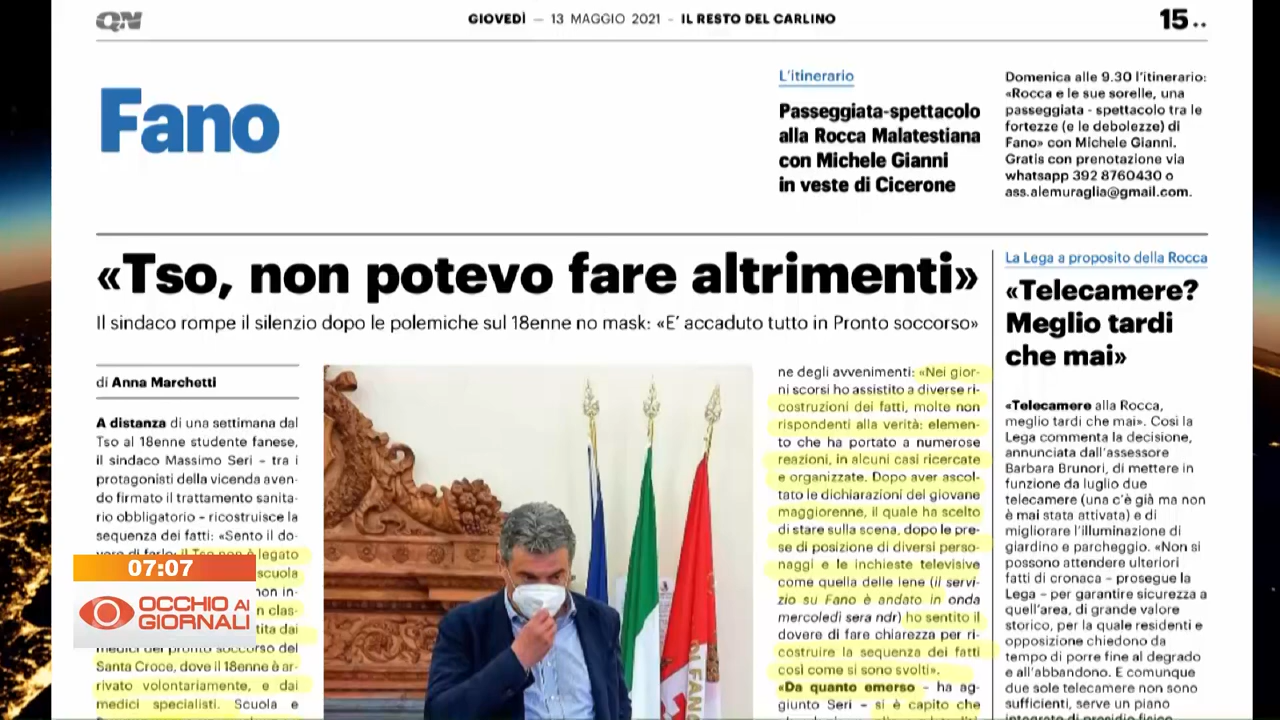 QN
GIOVEDÌ — 13 MAGGIO 2021 – IL RESTO DEL CARLINO
15 ..
Fano
L'itinerario
Passeggiata-spettacolo
alla Rocca Malatestiana
con Michele Gianni
in veste di Cicerone
Domenica alle 9.30 l'itinerario:
«Rocca e le sue sorelle, una
passeggiata - spettacolo tra le
fortezze (e le debolezze) di
Fano» con Michele Gianni.
Gratis con prenotazione via
whatsapp 392 8760430 o
ass.alemuraglia@gmail.com.
«Tso, non potevo fare altrimenti»
Il sindaco rompe il silenzio dopo le polemiche sul 18enne no mask: «E' accaduto tutto in Pronto soccorso»
di Anna Marchetti
A distanza di una settimana dal
Tso al 18enne studente fanese,
il sindaco Massimo Seri – tra i
protagonisti della vicenda aven-
do firmato il trattamento sanita-
rio obbligatorio – ricostruisce la
sequenza dei fatti: «Sento il do-
vere di farlo: il Tso non è legato
scuola
non in-
n clas-
tita dai
medici del pronto soccorso del
Santa Croce, dove il 18enne è ar-
rivato volontariamente, e dai
medici specialisti. Scuola e
07:07
OCCHIO AI
GIORNALI
ne degli avvenimenti: «Nei gior-
ni scorsi ho assistito a diverse ri-
costruzioni dei fatti, molte non
rispondenti alla verità: elemen-
to che ha portato a numerose
reazioni, in alcuni casi ricercate
e organizzate. Dopo aver ascol-
tato le dichiarazioni del giovane
maggiorenne, il quale ha scelto
di stare sulla scena, dopo le pre-
se di posizione di diversi perso-
naggi e le inchieste televisive
come quella delle Iene (il servi-
zio su Fano è andato in onda
mercoledì sera ndr) ho sentito il
dovere di fare chiarezza per ri-
costruire la sequenza dei fatti
così come si sono svolti».
«Da quanto emerso – ha ag-
giunto Seri – si è capito che
La Lega a proposito della Rocca
«Telecamere?
Meglio tardi
che mai»
«Telecamere alla Rocca,
meglio tardi che mai». Così la
Lega commenta la decisione,
annunciata dall'assessore
Barbara Brunori, di mettere in
funzione da luglio due
telecamere (una c'è già ma non
è mai stata attivata) e di
migliorare l'illuminazione di
giardino e parcheggio. «Non si
possono attendere ulteriori
fatti di cronaca – prosegue la
Lega – per garantire sicurezza a
quell'area, di grande valore
storico, per la quale residenti e
opposizione chiedono da
tempo di porre fine al degrado
e all'abbandono. E comunque
due sole telecamere non sono
sufficienti, serve un piano
integrato di presidio fisico